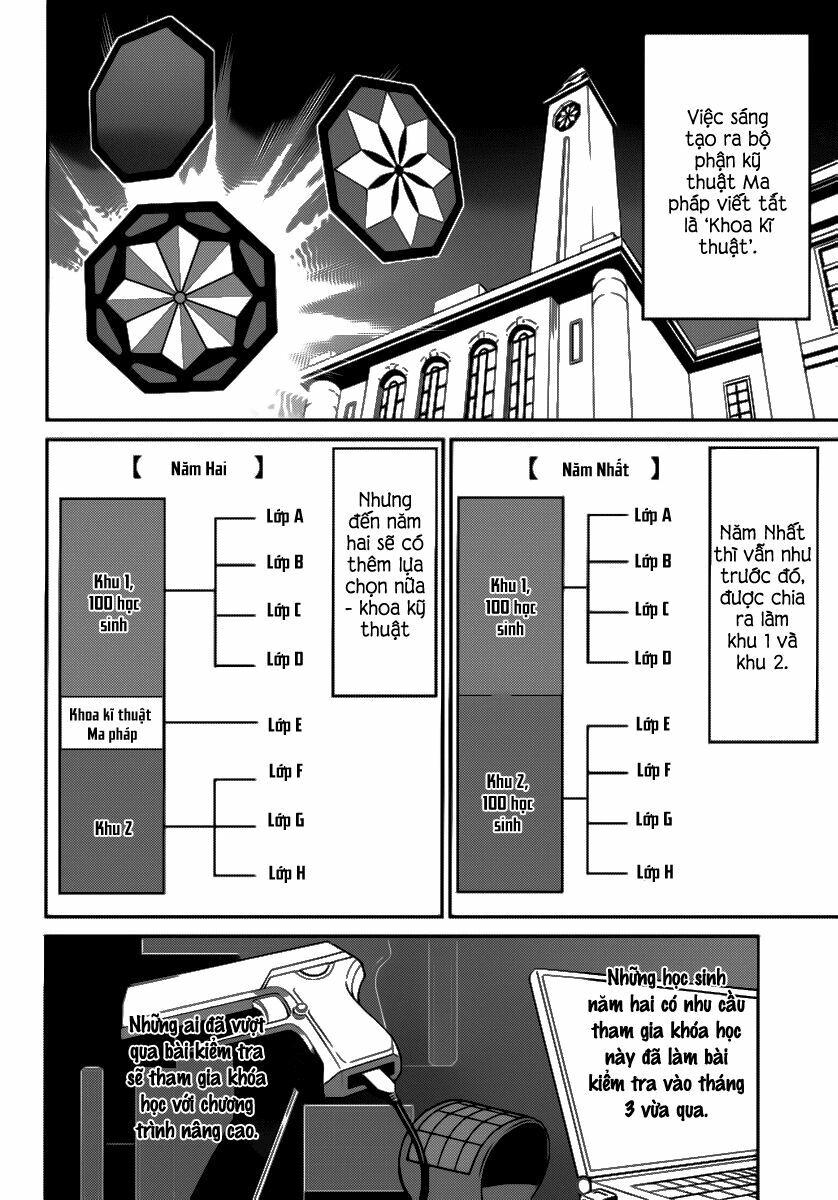 Việc sáng
tạo ra bộ
phận kỹ
thuật Ma
pháp viết tắt
là ‘Khoa kĩ
thuật’.
Năm Nhất
thì vẫn như
trước đó,
được chia
ra làm
khu 1 và
khu 2.
【 Năm Nhất 】
Khu 1,
100 học
sinh
Lớp A
Lớp B
Lớp C
Lớp D
Khu 2,
100 học
sinh
Lớp E
Lớp F
Lớp G
Lớp H
Nhưng
đến năm
hai sẽ có
thêm lựa
chọn nữa
- khoa kỹ
thuật
【 Năm Hai 】
Khu 1,
100 học
sinh
Lớp A
Lớp B
Lớp C
Lớp D
Khoa kĩ thuật
Ma pháp
Lớp E
Khu 2
Lớp F
Lớp G
Lớp H
Những học sinh
năm hai có nhu cầu
tham gia khóa học
này đã làm bài
kiểm tra vào tháng
3 vừa qua.
Những ai đã vượt
qua bài kiểm tra
sẽ tham gia khóa
học với chương
trình nâng cao.